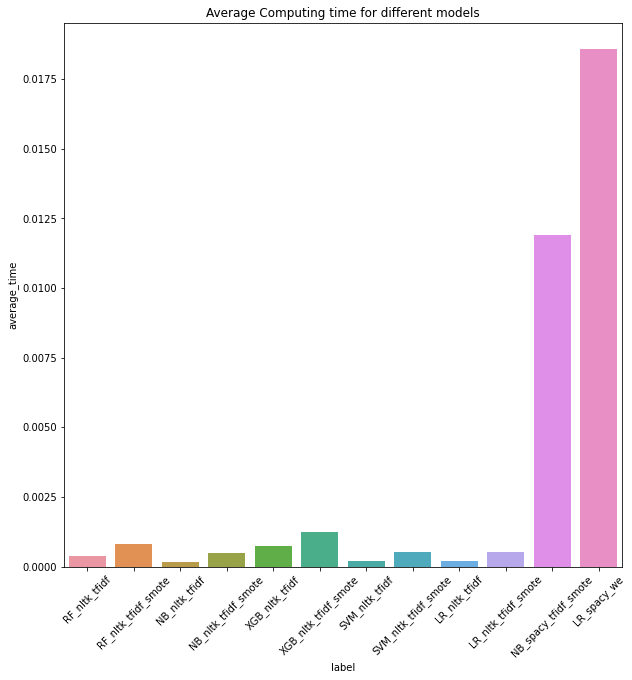 Average Computing time for different models
average_time
0.0175
0.0150
0.0125
0.0100
0.0075
0.0050
0.0025
0.0000
RF_nltk_tfidf
RF_nltk_tfidf_smote
NB_nltk_tfidf
NB_nltk_tfidf_smote
XGB_nltk_tfidf
XGB_nltk_tfidf_smote
SVM_nltk_tfidf
SVM_nltk_tfidf_smote
LR_nltk_tfidf
LR_nltk_tfidf_smote
NB_spacy_tfidf_smote
LR_spacy_we
label